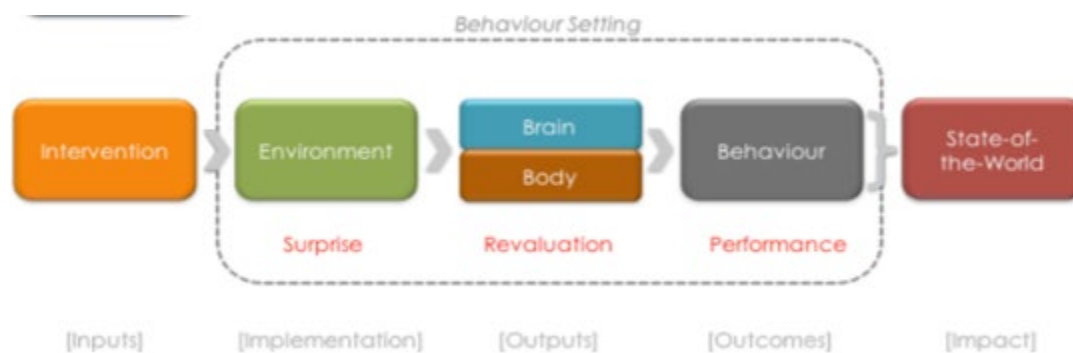 Behaviour Setting
Intervention
Environment
Brain
Body
Behaviour
State-of-
the-World
Surprise
Revaluation
Performance
[Inputs]
[Implementation]
[Outputs]
[Outcomes]
[Impact]